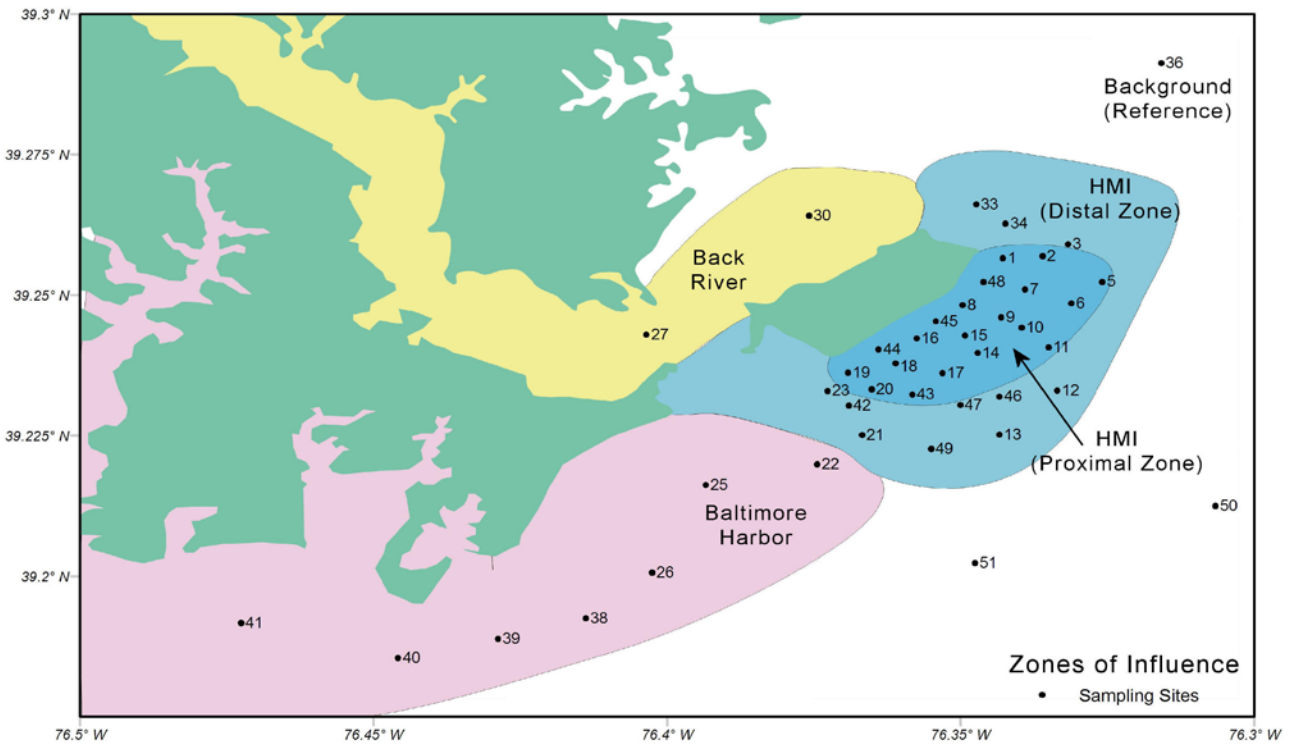 39.3° N
36
Background
(Reference)
39.275° N
HMI
(Distal Zone)
33
34
30
3
Back
River
1
2
48
7
5
39.25° N
8
6
45
9
10
27
16
15
44
14
11
18
19
17
23
20
43
46
12
42
47
39.225° N
21
13
49
HMI
(Proximal Zone)
22
25
Baltimore
Harbor
50
51
39.2° N
26
38
41
39
40
Zones of Influence
Sampling Sites
76.5° W
76.45° W
76.4° W
76.35° W
76.3° W